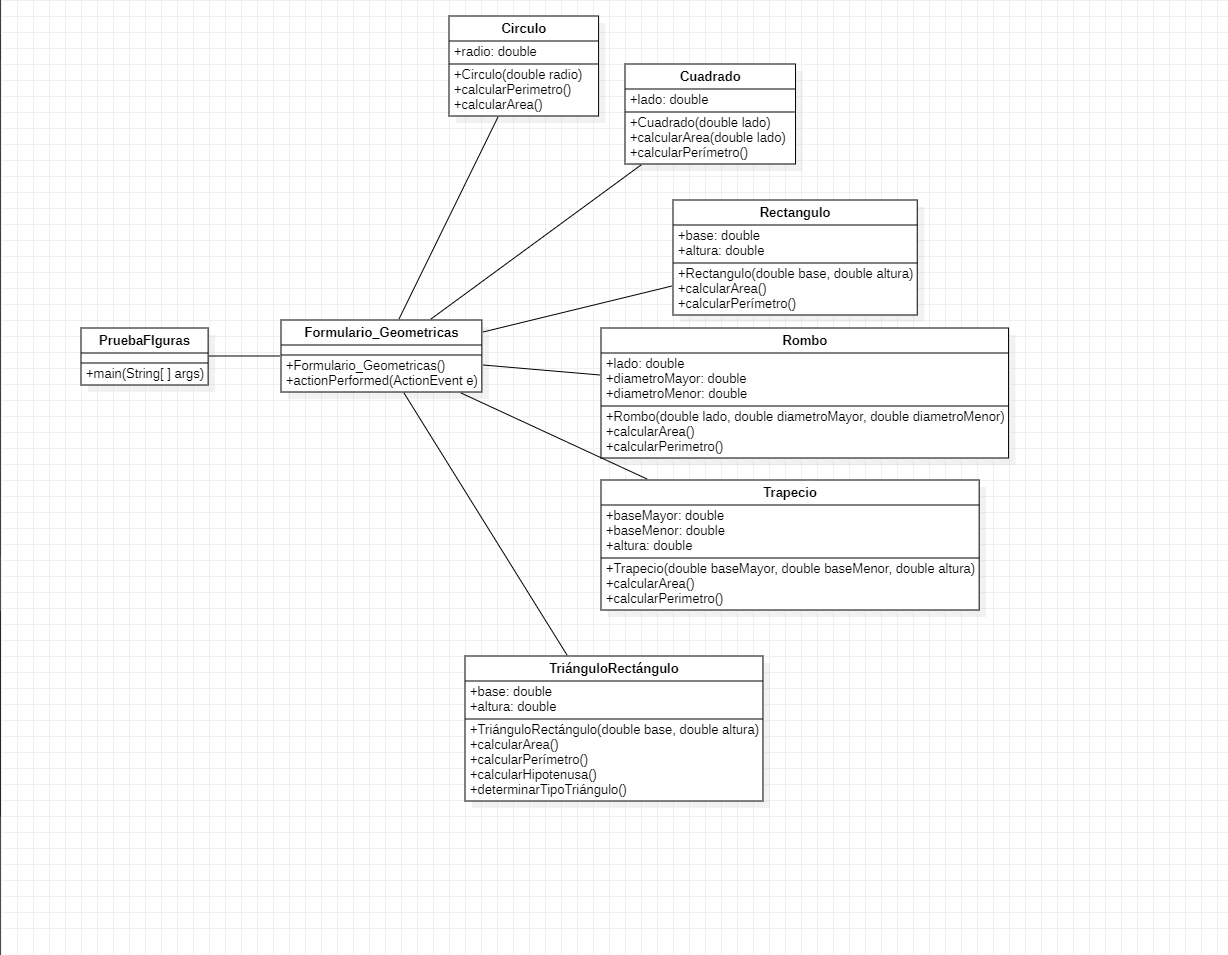 Circulo
+radio: double
+Circulo(double radio)
+calcularPerimetro()
+calcularArea()
Cuadrado
+lado: double
+Cuadrado(double lado)
+calcularArea(double lado)
+calcularPerímetro()
Rectangulo
+base: double
+altura: double
+Rectangulo(double base, double altura)
+calcularArea()
+calcularPerímetro()
PruebaFIguras
+main(String[ ] args)
Formulario_Geometricas
+Formulario_Geometricas()
+actionPerformed(ActionEvent e)
Rombo
+lado: double
+diametroMayor: double
+diametroMenor: double
+Rombo(double lado, double diametroMayor, double diametroMenor)
+calcularArea()
+calcularPerimetro()
Trapecio
+baseMayor: double
+baseMenor: double
+altura: double
+Trapecio(double baseMayor, double baseMenor, double altura)
+calcularArea()
+calcularPerimetro()
TriánguloRectángulo
+base: double
+altura: double
+TriánguloRectángulo(double base, double altura)
+calcularArea()
+calcularPerímetro()
+calcularHipotenusa()
+determinarTipoTriángulo()